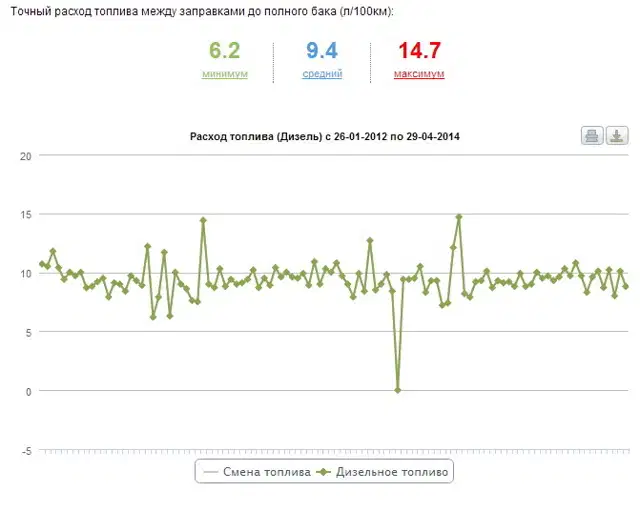 Точный расход топлива между заправками до полного бака (л/100км):
6.2 9.4 14.7
минимум средний максимум
Расход топлива (Дизель) с 26-01-2012 по 29-04-2014
20
15
10
5
0
-5
Смена топлива Дизельное топливо